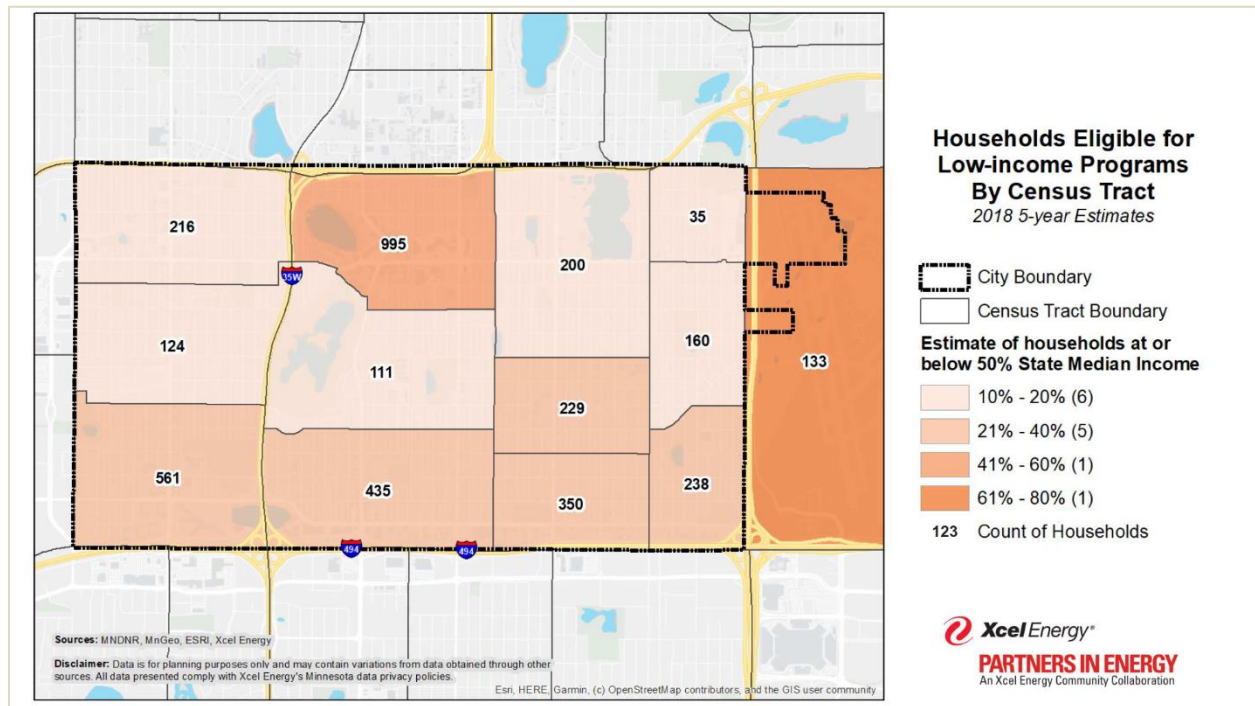 Households Eligible for
Low-income Programs
By Census Tract
2018 5-year Estimates
City Boundary
Census Tract Boundary
Estimate of households at or
below 50% State Median Income
10% - 20% (6)
21% - 40% (5)
41% - 60% (1)
61% - 80% (1)
123 Count of Households
216
995
200
35
35W
124
111
160
133
229
561
435
350
238
494
494
Sources: MNDNR, MnGeo, ESRI, Xcel Energy
Disclaimer: Data is for planning purposes only and may contain variations from data obtained through other
sources. All data presented comply with Xcel Energy's Minnesota data privacy policies.
Esri, HERE, Garmin, (c) OpenStreetMap contributors, and the GIS user community
Xcel Energy®
PARTNERS IN ENERGY
An Xcel Energy Community Collaboration